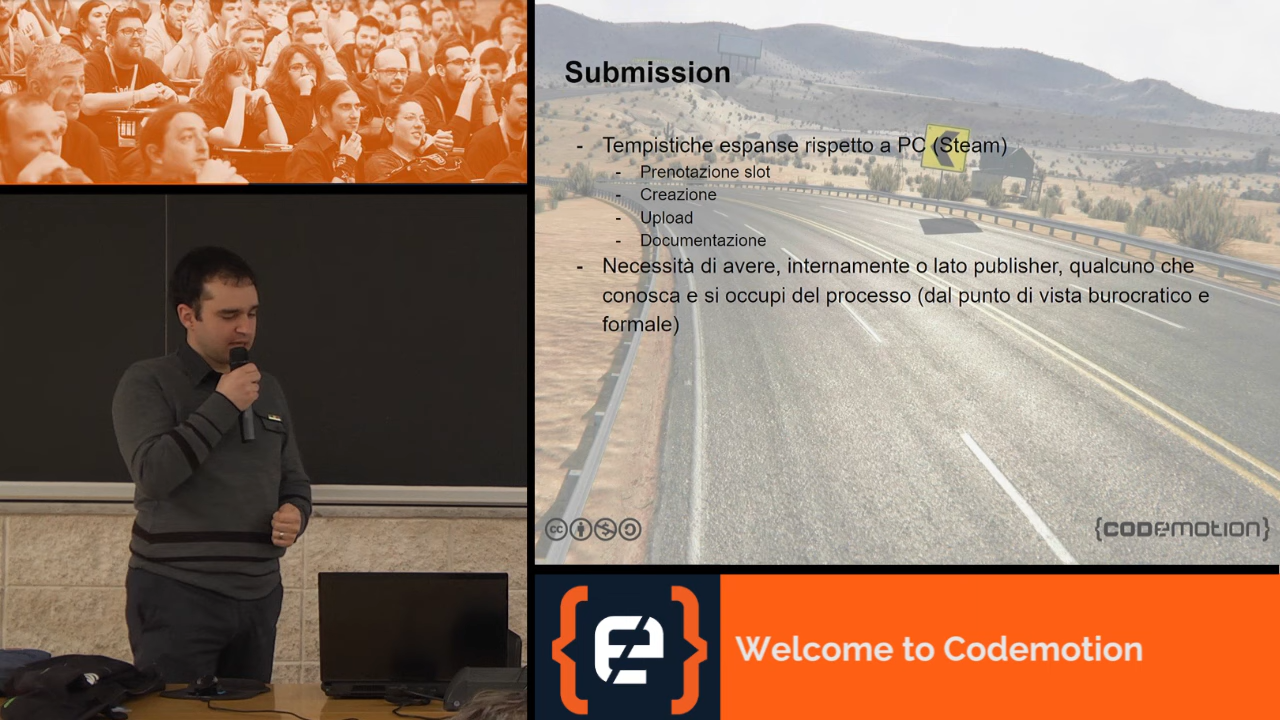 Submission
- Tempistiche espanse rispetto a PC (Steam)
- Prenotazione slot
- Creazione
- Upload
- Documentazione
- Necessità di avere, internamente o lato publisher, qualcuno che
conosca e si occupi del processo (dal punto di vista burocratico e
formale)
cc
{CODEMOTION}
Welcome to Codemotion